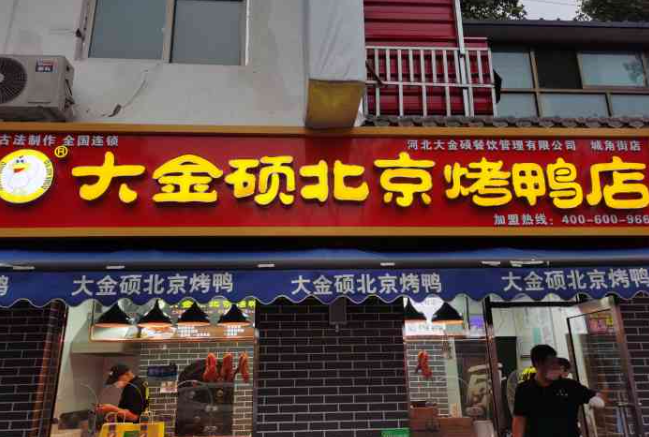 古法制作 全国连锁
河北大金硕餐饮管理有限公司 城角街店
大金硕北京烤鸭店
加盟热线：400-600-966
鸭 大金硕北京烤鸭 大金硕北京烤鸭 大金硕北京烤鸭